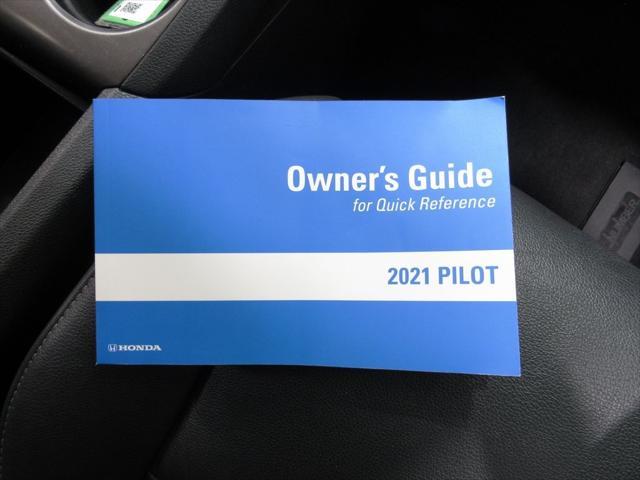 Owner's Guide
for Quick Reference
2021 PILOT
HONDA